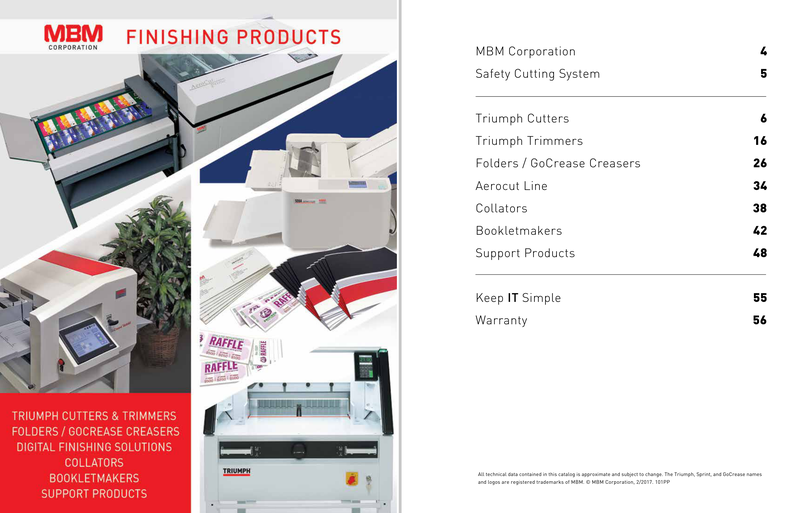 MBM
CORPORATION
FINISHING PRODUCTS
RAFFLE
RAFFLE
RAFFLE
RAFFLE
TRIUMPH
TRIUMPH CUTTERS & TRIMMERS
FOLDERS / GOCREASE CREASERS
DIGITAL FINISHING SOLUTIONS
COLLATORS
BOOKLETMAKERS
SUPPORT PRODUCTS
MBM Corporation 4
Safety Cutting System 5
Triumph Cutters 6
Triumph Trimmers 16
Folders / GoCrease Creasers 26
Aerocut Line 34
Collators 38
Bookletmakers 42
Support Products 48
Keep IT Simple 55
Warranty 56
All technical data contained in this catalog is approximate and subject to change. The Triumph, Sprint, and GoCrease names
and logos are registered trademarks of MBM. © MBM Corporation, 2/2017. 101PP